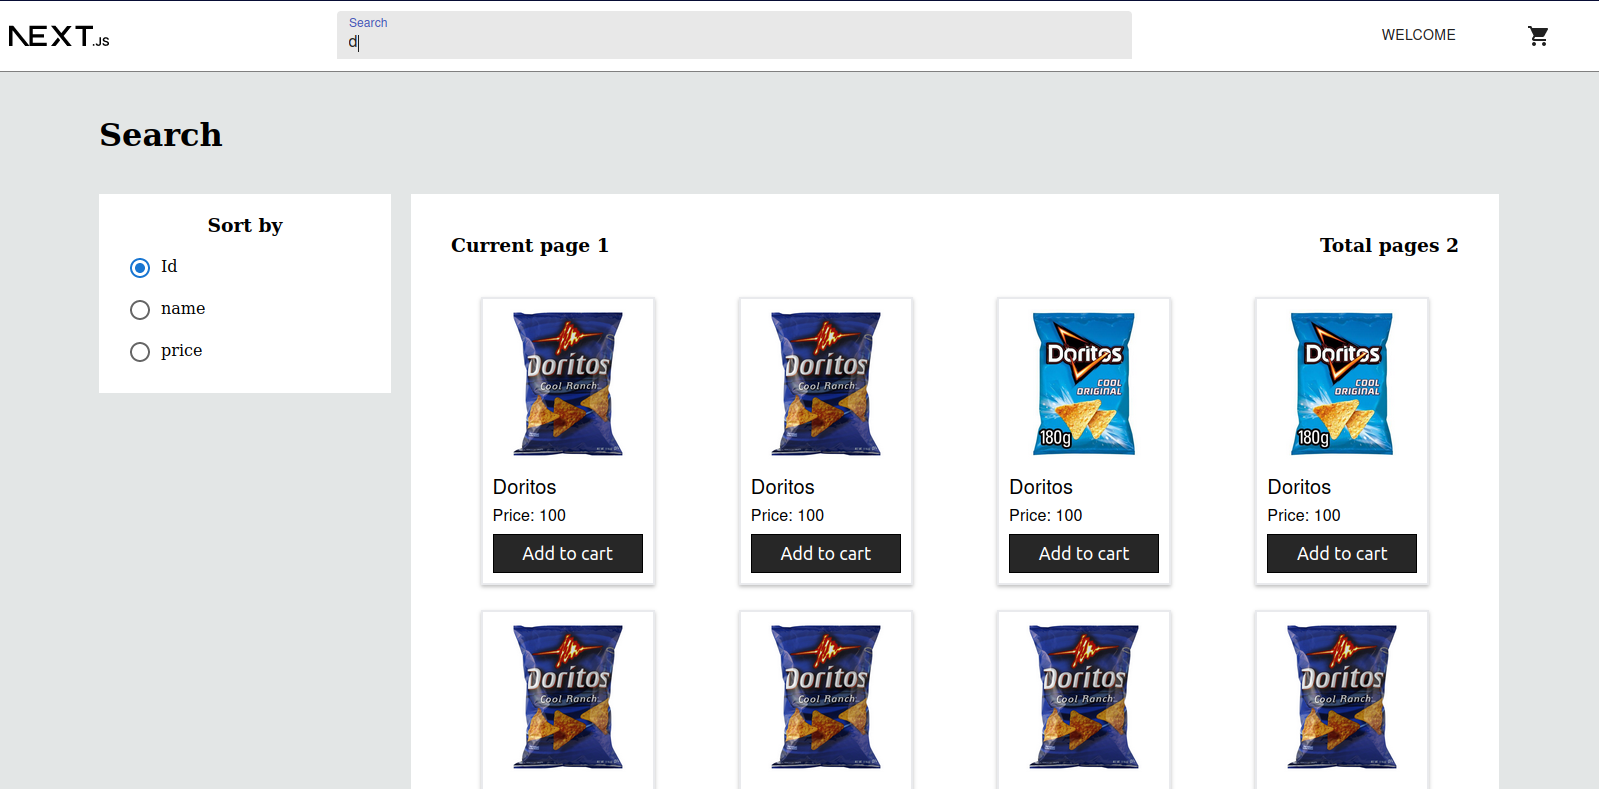 NEXT.JS
Search
d
WELCOME
Search
Sort by
Id
name
price
Current page 1
Total pages 2
Doritos
Cool Ranch
Doritos
Price: 100
Add to cart
Doritos
Cool Ranch
Doritos
Price: 100
Add to cart
Doritos
COOL
ORIGINAL
180g
Doritos
Price: 100
Add to cart
Doritos
COOL
ORIGINAL
180g
Doritos
Price: 100
Add to cart
Doritos
Cool Ranch
Doritos
Cool Ranch
Doritos
Cool Ranch
Doritos
Cool Ranch